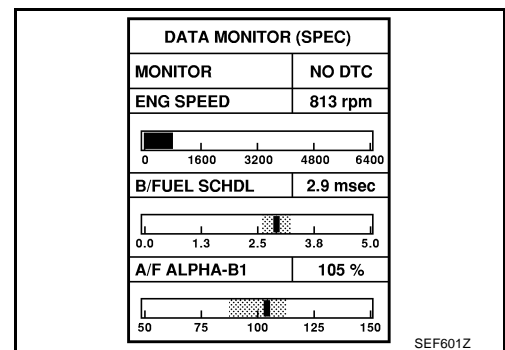 DATA MONITOR (SPEC)
MONITOR NO DTC
ENG SPEED 813 rpm
0 1600 3200 4800 6400
B/FUEL SCHDL 2.9 msec
0.0 1.3 2.5 3.8 5.0
A/F ALPHA-B1 105 %
50 75 100 125 150
SEF601Z